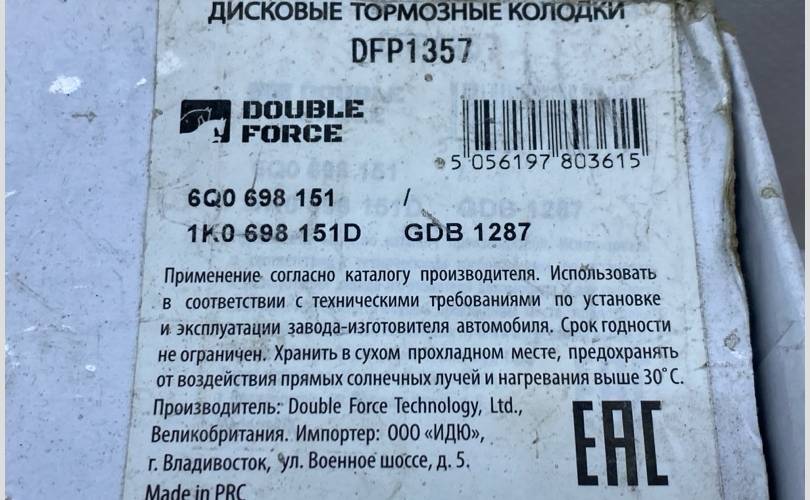 ДИСКОВЫЕ ТОРМОЗНЫЕ КОЛОДКИ
DFP1357
DOUBLE
FORCE
5 056197 803615
6Q0 698 151 /
1K0 698 151D GDB 1287
Применение согласно каталогу производителя. Использовать
в соответствии с техническими требованиями по установке
и эксплуатации завода-изготовителя автомобиля. Срок годности
не ограничен. Хранить в сухом прохладном месте, предохранять
от воздействия прямых солнечных лучей и нагревания выше 30°С.
Производитель: Double Force Technology, Ltd.,
Великобритания. Импортер: ООО «ИДЮ»,
г. Владивосток, ул. Военное шоссе, д. 5.
EAC
Made in PRC